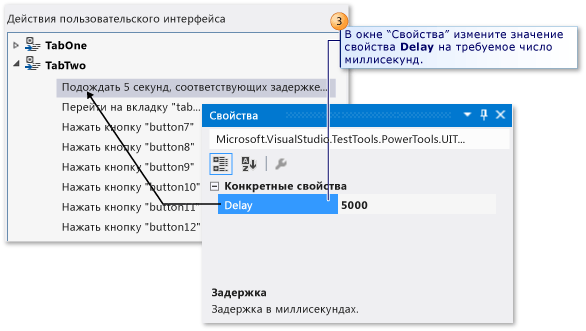 Действия пользовательского интерфейса
TabOne
TabTwo
Подождать 5 секунд, соответствующих задержке...
Перейти на вкладку "tab...
Нажать кнопку "button7"
Нажать кнопку "button8"
Нажать кнопку "button9"
Нажать кнопку "button10"
Нажать кнопку "button11"
Нажать кнопку "button12"
3
В окне “Свойства” измените значение
свойства Delay на требуемое число
миллисекунд.
Свойства
Microsoft.VisualStudio.TestTools.PowerTools.UIT...
Конкретные свойства
Delay 5000
Задержка
Задержка в миллисекундах.